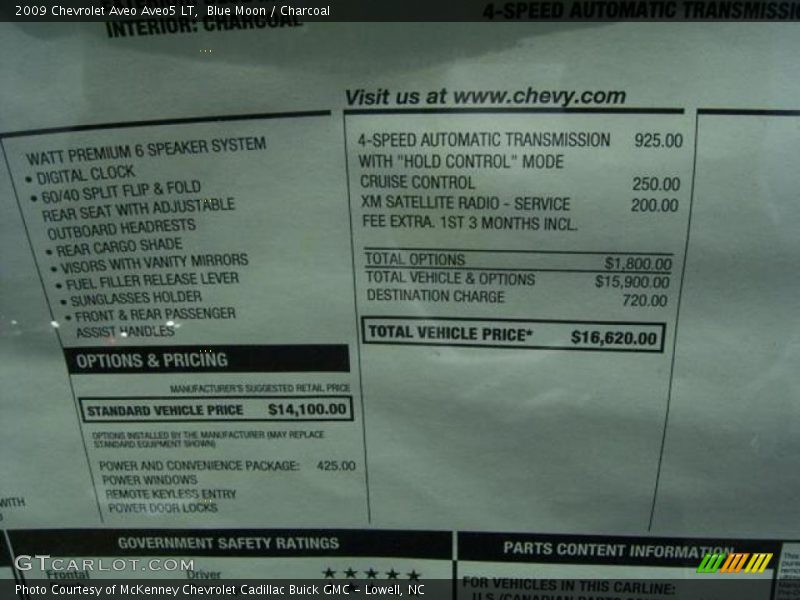 2009 Chevrolet Aveo Aveo5 LT, Blue Moon / Charcoal
INTERIOR: CHARCOAL
4-SPEED AUTOMATIC TRANSMISSIO
Visit us at www.chevy.com
WATT PREMIUM 6 SPEAKER SYSTEM
• DIGITAL CLOCK
• 60/40 SPLIT FLIP & FOLD
REAR SEAT WITH ADJUSTABLE
OUTBOARD HEADRESTS
• REAR CARGO SHADE
• VISORS WITH VANITY MIRRORS
• FUEL FILLER RELEASE LEVER
• SUNGLASSES HOLDER
• FRONT & REAR PASSENGER
ASSIST HANDLES
OPTIONS & PRICING
MANUFACTURER'S SUGGESTED RETAIL PRICE
STANDARD VEHICLE PRICE $14,100.00
OPTIONS INSTALLED BY THE MANUFACTURER (MAY REPLACE
STANDARD EQUIPMENT SHOWN)
POWER AND CONVENIENCE PACKAGE: 425.00
POWER WINDOWS
REMOTE KEYLESS ENTRY
POWER DOOR LOCKS
4-SPEED AUTOMATIC TRANSMISSION 925.00
WITH "HOLD CONTROL" MODE
CRUISE CONTROL 250.00
XM SATELLITE RADIO - SERVICE 200.00
FEE EXTRA. 1ST 3 MONTHS INCL.
TOTAL OPTIONS $1,800.00
TOTAL VEHICLE & OPTIONS $15,900.00
DESTINATION CHARGE 720.00
TOTAL VEHICLE PRICE* $16,620.00
WITH
GOVERNMENT SAFETY RATINGS
Frontal Driver ★★★★★
PARTS CONTENT INFORMATION
FOR VEHICLES IN THIS CARLINE:
U.S./CANADIAN PARTS
This
GTCarlot.com
Photo Courtesy of McKenney Chevrolet Cadillac Buick GMC - Lowell, NC